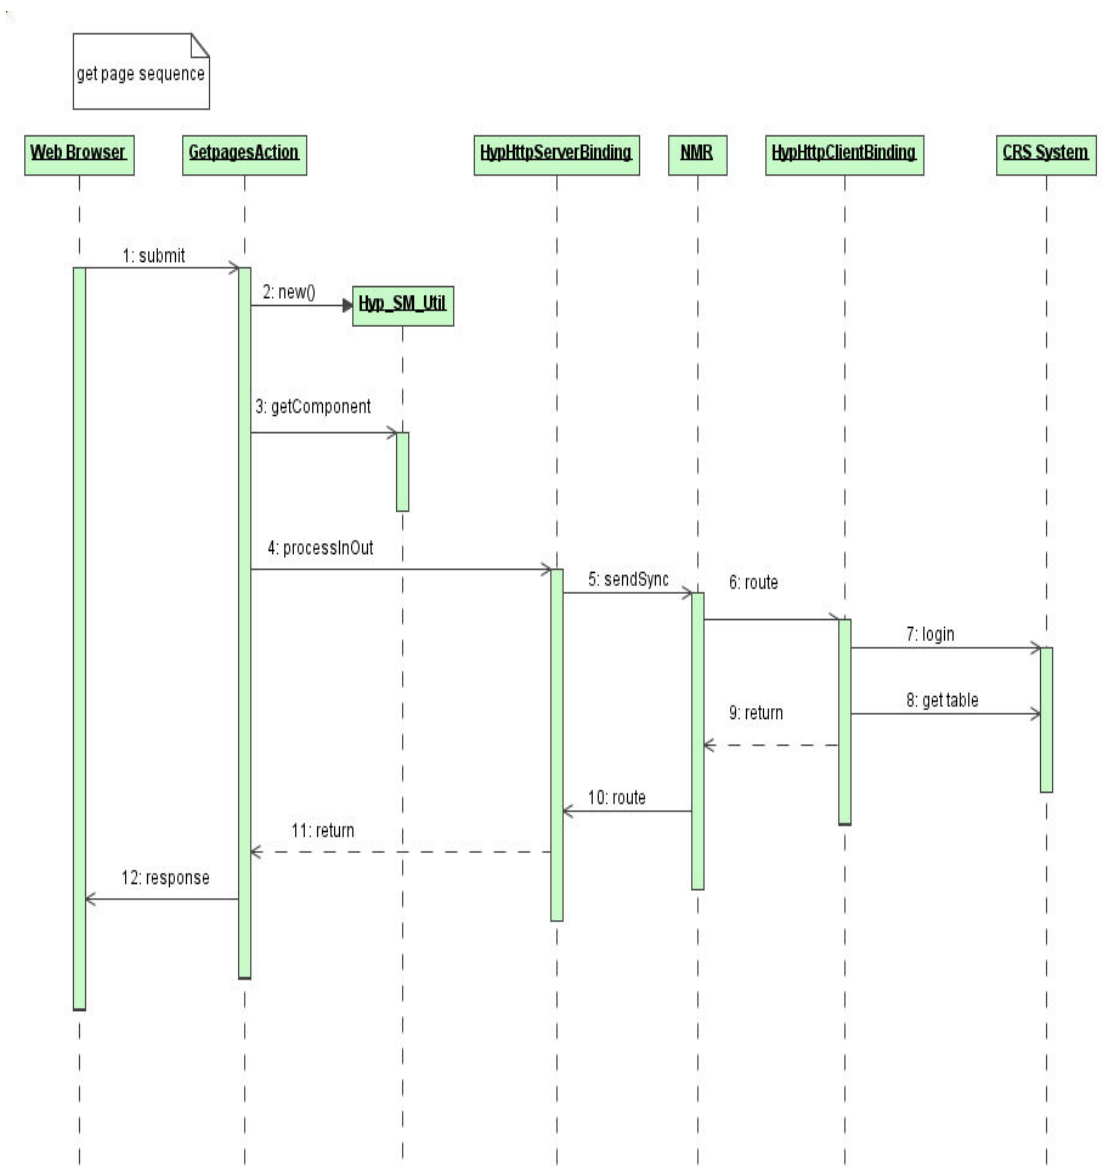 get page sequence
Web Browser
GetpagesAction
HypHttpServerBinding
NMR
HypHttpClientBinding
CRS System
1: submit
2: new()
Hyp_SM_Util
3: getComponent
4: processInOut
5: sendSync
6: route
7: login
8: get table
9: return
10: route
11: return
12: response